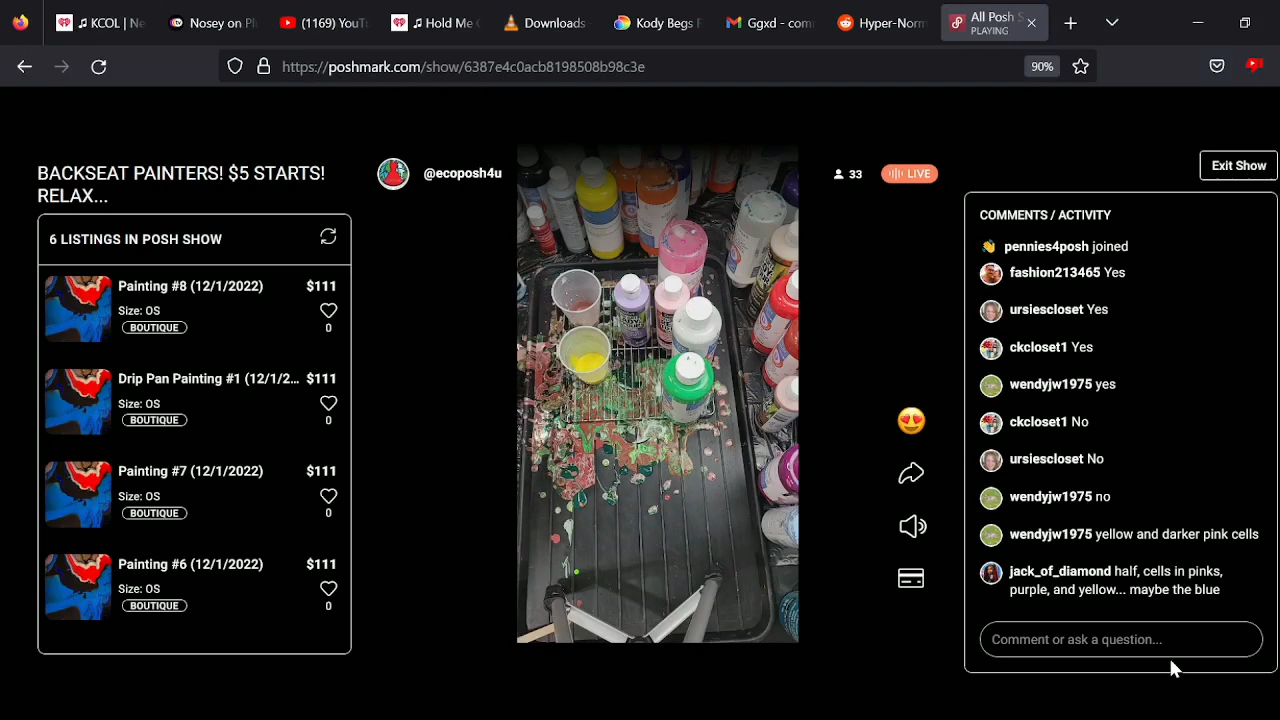 KCOL | Ne
Nosey on Pl
(1169) YouT
Hold Me C
Downloads
Kody Begs F
Ggxd - com
Hyper-Norm
All Posh S
PLAYING
https://poshmark.com/show/6387e4c0acb8198508b98c3e
90%
BACKSEAT PAINTERS! $5 STARTS!
RELAX...
@ecoposh4u
33
LIVE
Exit Show
6 LISTINGS IN POSH SHOW
Painting #8 (12/1/2022) $111
Size: OS
BOUTIQUE 0
Drip Pan Painting #1 (12/1/2... $111
Size: OS
BOUTIQUE 0
Painting #7 (12/1/2022) $111
Size: OS
BOUTIQUE 0
Painting #6 (12/1/2022) $111
Size: OS
BOUTIQUE 0
COMMENTS / ACTIVITY
pennies4posh joined
fashion213465 Yes
ursiescloset Yes
ckcloset1 Yes
wendyjw1975 yes
ckcloset1 No
ursiescloset No
wendyjw1975 no
wendyjw1975 yellow and darker pink cells
jack_of_diamond half, cells in pinks,
purple, and yellow... maybe the blue
Comment or ask a question...